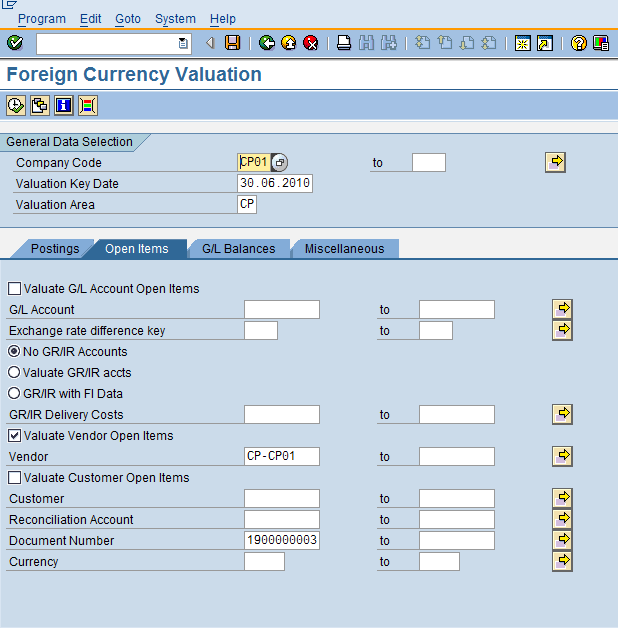 Program Edit Goto System Help
Foreign Currency Valuation
General Data Selection
Company Code CP01 to
Valuation Key Date 30.06.2010
Valuation Area CP
Postings Open Items G/L Balances Miscellaneous
Valuate G/L Account Open Items
G/L Account to
Exchange rate difference key to
No GR/IR Accounts
Valuate GR/IR accts
GR/IR with FI Data
GR/IR Delivery Costs to
Valuate Vendor Open Items
Vendor CP-CP01 to
Valuate Customer Open Items
Customer to
Reconciliation Account to
Document Number 1900000003 to
Currency to